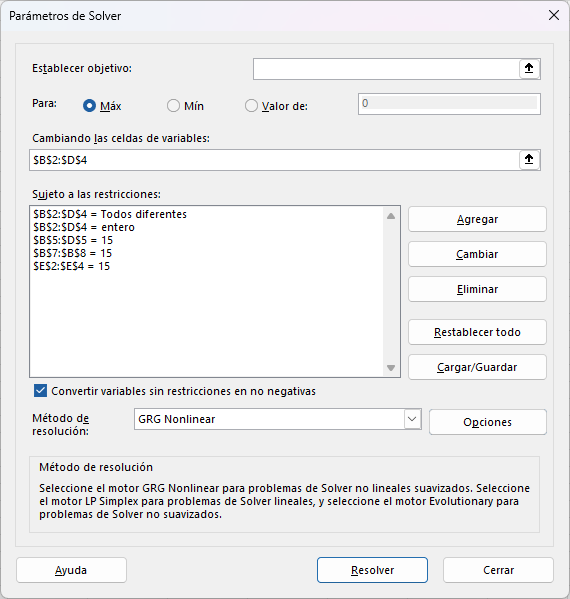 Parámetros de Solver
Establecer objetivo:
Para:
Máx
Mín
Valor de:
0
Cambiando las celdas de variables:
$B$2:$D$4
Sujeto a las restricciones:
$B$2:$D$4 = Todos diferentes
$B$2:$D$4 = entero
$B$5:$D$5 = 15
$B$7:$B$8 = 15
$E$2:$E$4 = 15
Agregar
Cambiar
Eliminar
Restablecer todo
Cargar/Guardar
Convertir variables sin restricciones en no negativas
Método de
resolución:
GRG Nonlinear
Opciones
Método de resolución
Seleccione el motor GRG Nonlinear para problemas de Solver no lineales suavizados. Seleccione
el motor LP Simplex para problemas de Solver lineales, y seleccione el motor Evolutionary para
problemas de Solver no suavizados.
Ayuda
Resolver
Cerrar